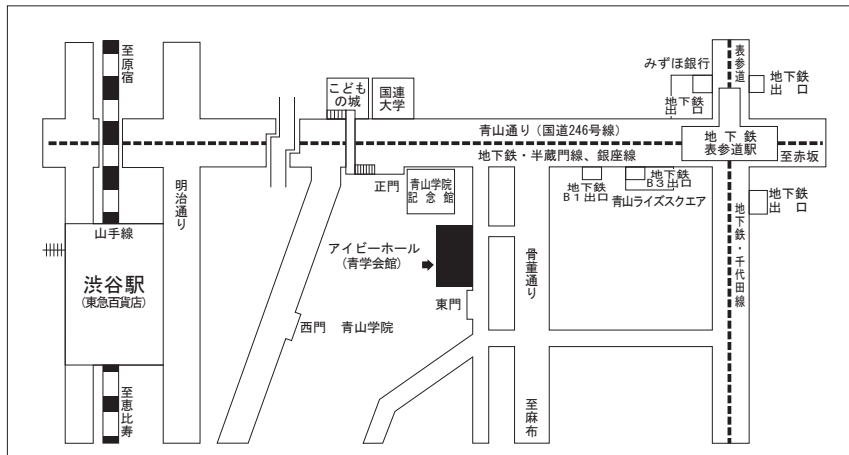 至原宿
こども
の城
国連
大学
みずほ銀行
表参道
地下鉄
出　口
地下鉄
出　口
青山通り（国道246号線）
地　下　鉄
表参道駅
至赤坂
地下鉄・半蔵門線、銀座線
明治通り
正門
青山学院
記　念　館
地下鉄
B１出口
地下鉄
B３出口
青山ライズスクエア
地下鉄
出　口
山手線
アイビーホール
（青学会館）
骨董通り
地下鉄・千代田線
渋谷駅
（東急百貨店）
東門
西門
青山学院
至恵比寿
至麻布